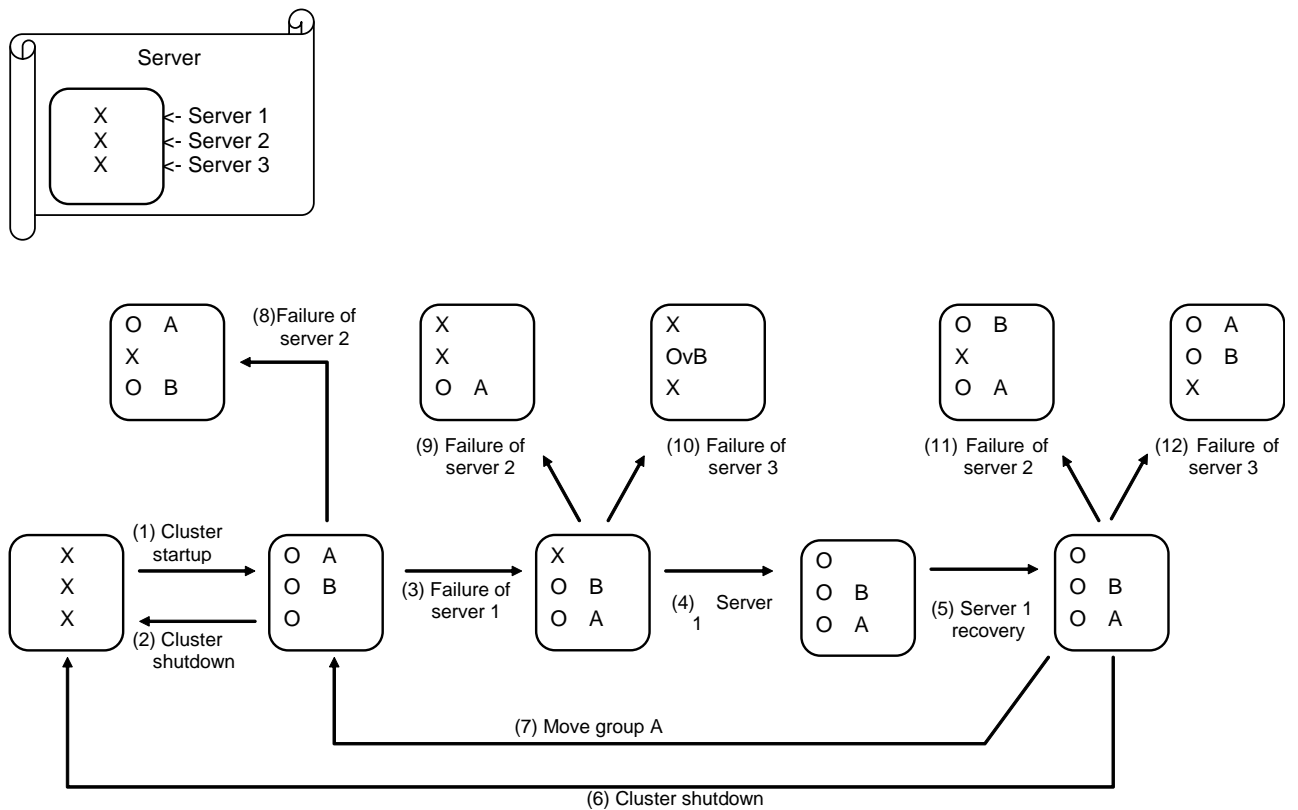 Server
X <- Server 1
X <- Server 2
X <- Server 3
O A
X
O B
(8)Failure of
server 2
X
X
O A
(9) Failure of
server 2
X
OvB
X
(10) Failure of
server 3
O B
X
O A
(11) Failure of
server 2
O A
O B
X
(12) Failure of
server 3
X
X
X
(1) Cluster
startup
(2) Cluster
shutdown
O A
O B
O
(3) Failure of
server 1
X
O B
O A
(4) Server
1
O
O B
O A
(5) Server 1
recovery
O
O B
O A
(7) Move group A
(6) Cluster shutdown